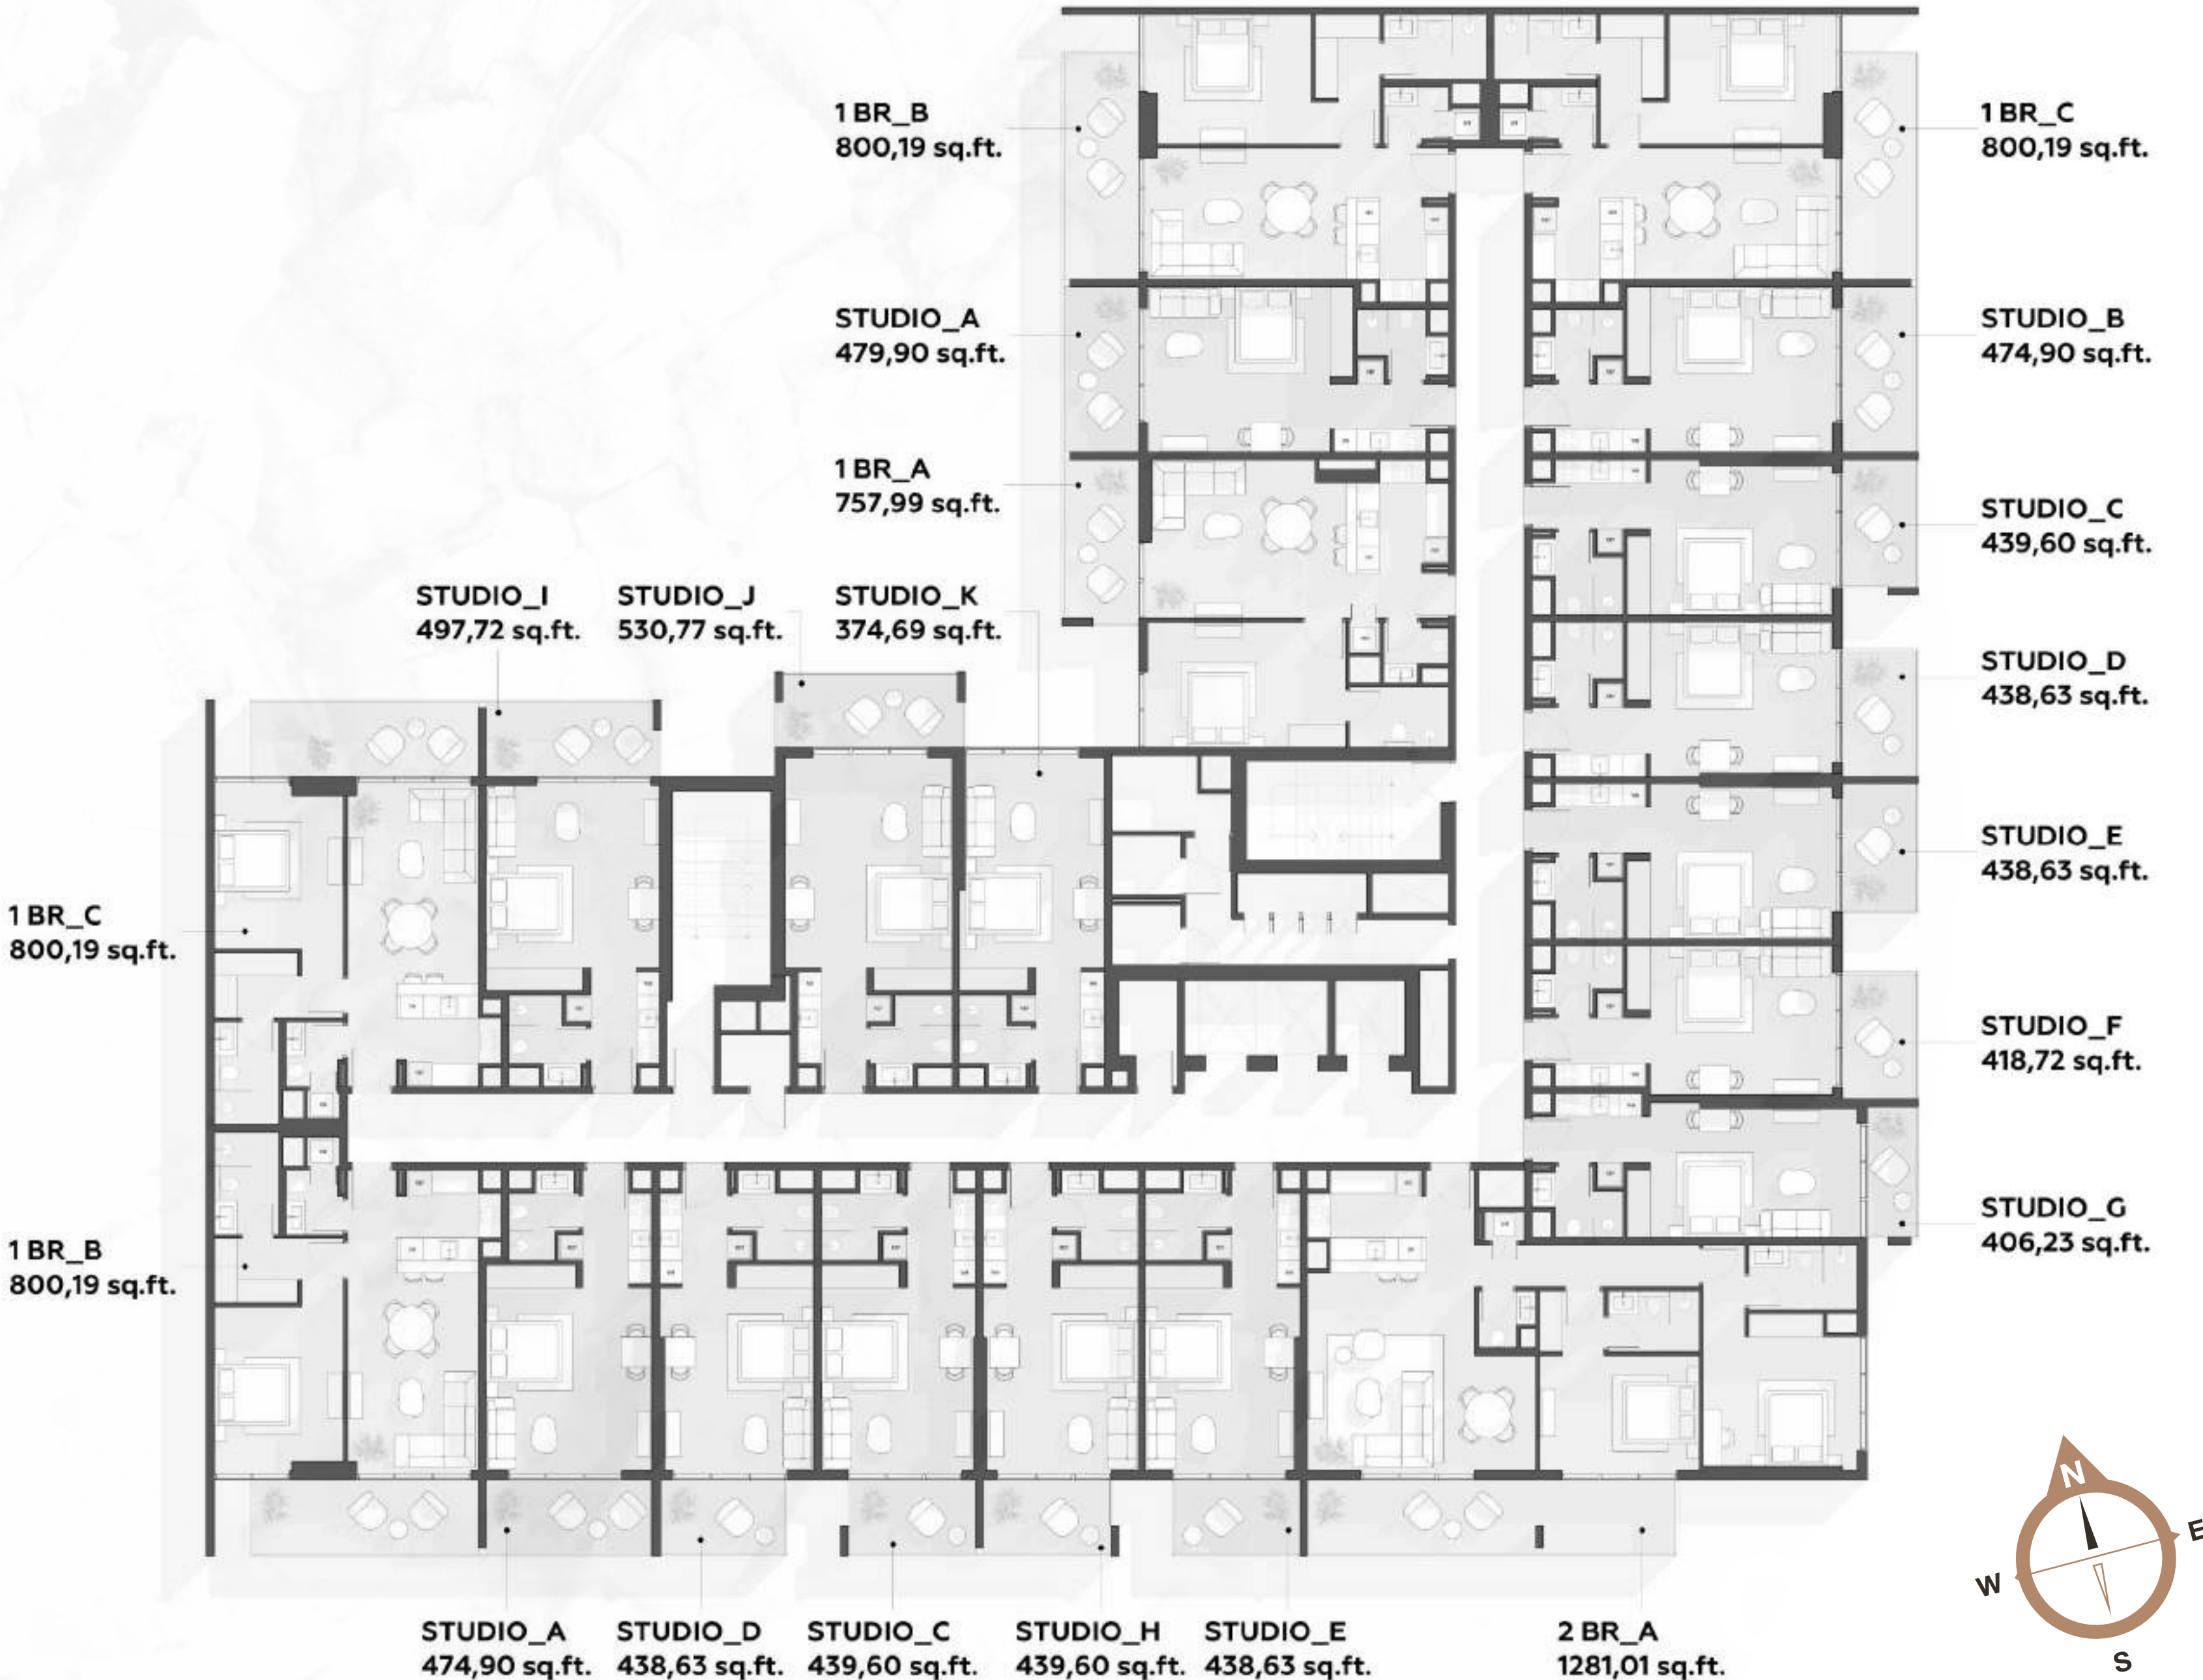 1 BR_B
800,19 sq.ft.
1 BR_C
800,19 sq.ft.
STUDIO_A
479,90 sq.ft.
STUDIO_B
474,90 sq.ft.
1 BR_A
757,99 sq.ft.
STUDIO_C
439,60 sq.ft.
STUDIO_I
497,72 sq.ft.
STUDIO_J
530,77 sq.ft.
STUDIO_K
374,69 sq.ft.
STUDIO_D
438,63 sq.ft.
STUDIO_E
438,63 sq.ft.
1 BR_C
800,19 sq.ft.
STUDIO_F
418,72 sq.ft.
STUDIO_G
406,23 sq.ft.
1 BR_B
800,19 sq.ft.
N
E
W
S
STUDIO_A
474,90 sq.ft.
STUDIO_D
438,63 sq.ft.
STUDIO_C
439,60 sq.ft.
STUDIO_H
439,60 sq.ft.
STUDIO_E
438,63 sq.ft.
2 BR_A
1281,01 sq.ft.